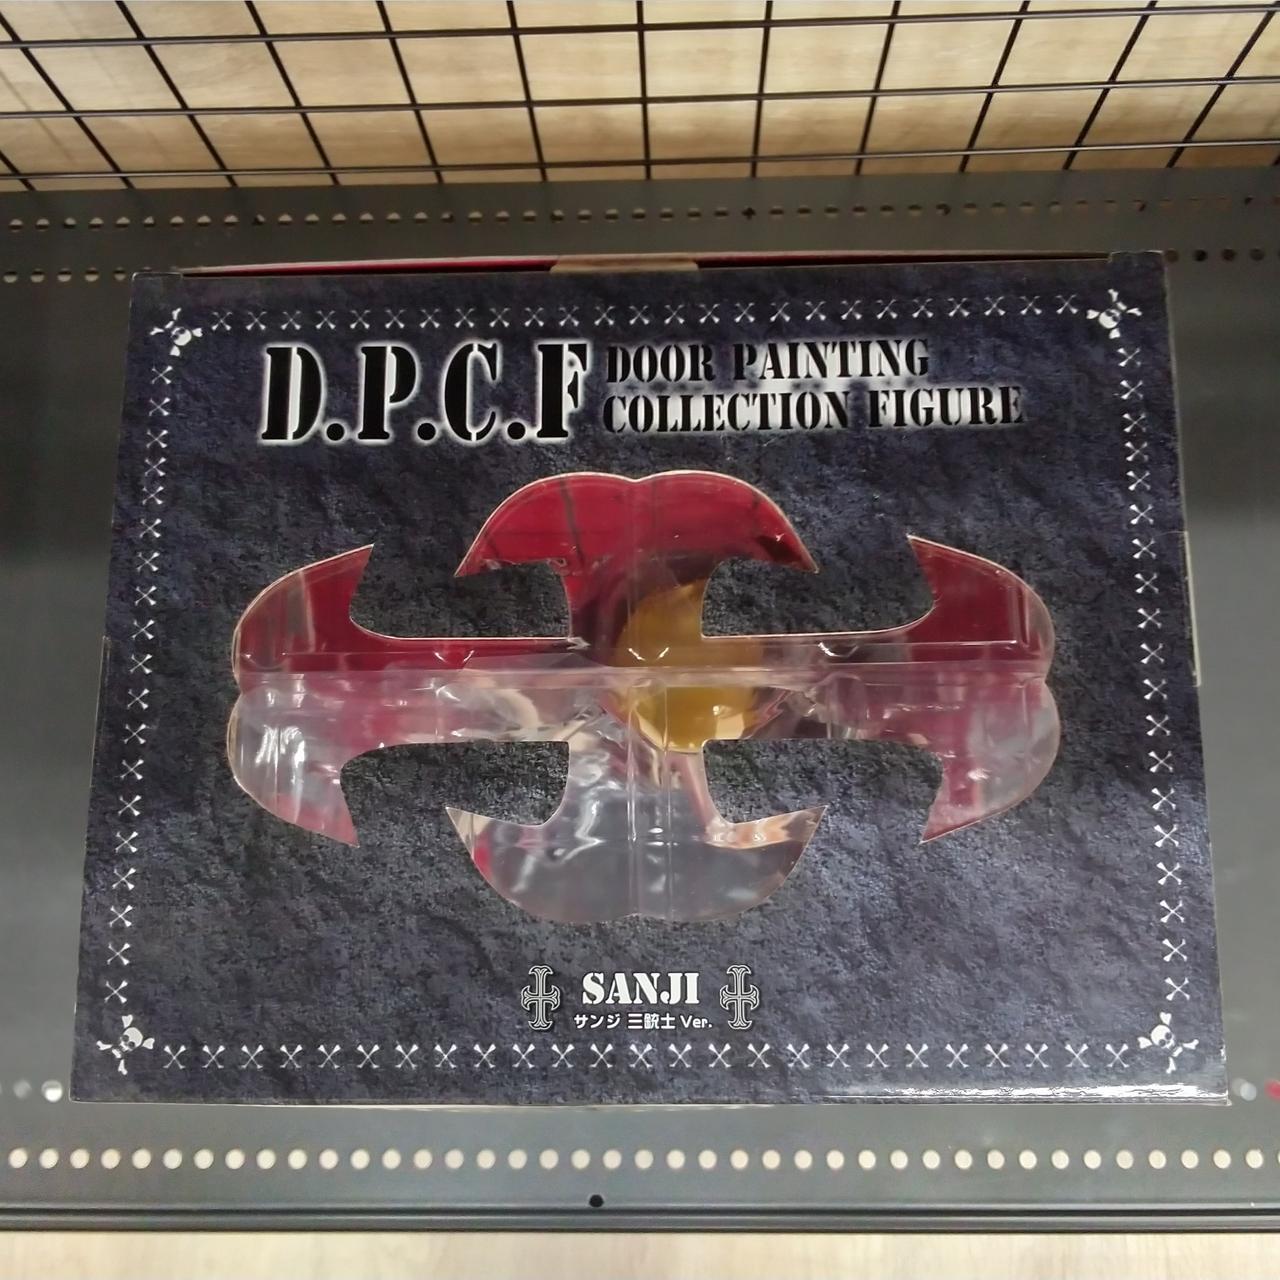 D.P.C.F DOOR PAINTING
COLLECTION FIGURE
SANJI
サンジ 三銃士 Ver.